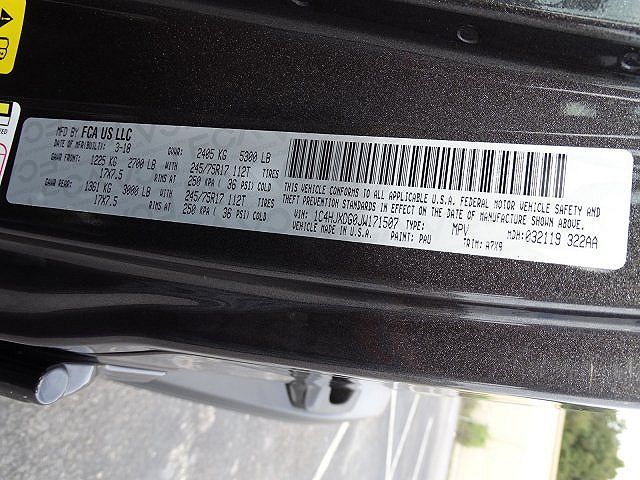 MFD BY FCA US LLC
DATE OF MFR(BUILT): 3-18 GVWR: 2405 KG 5300 LB
GAWR FRONT: 1225 KG 2700 LB WITH 245/75R17 112T TIRES
17X7.5 RIMS AT 250 KPA ( 36 PSI) COLD
GAWR REAR: 1361 KG 3000 LB WITH 245/75R17 112T TIRES
17X7.5 RIMS AT 250 KPA ( 36 PSI) COLD
THIS VEHICLE CONFORMS TO ALL APPLICABLE U.S.A. FEDERAL MOTOR VEHICLE SAFETY AND
THEFT PREVENTION STANDARDS IN EFFECT ON THE DATE OF MANUFACTURE SHOWN ABOVE.
VIN: 1C4HJXDG0JW171507 TYPE: MPV MDH: 032119 322AA
VEHICLE MADE IN U.S.A. PAINT: PAU TRIM: A7X9